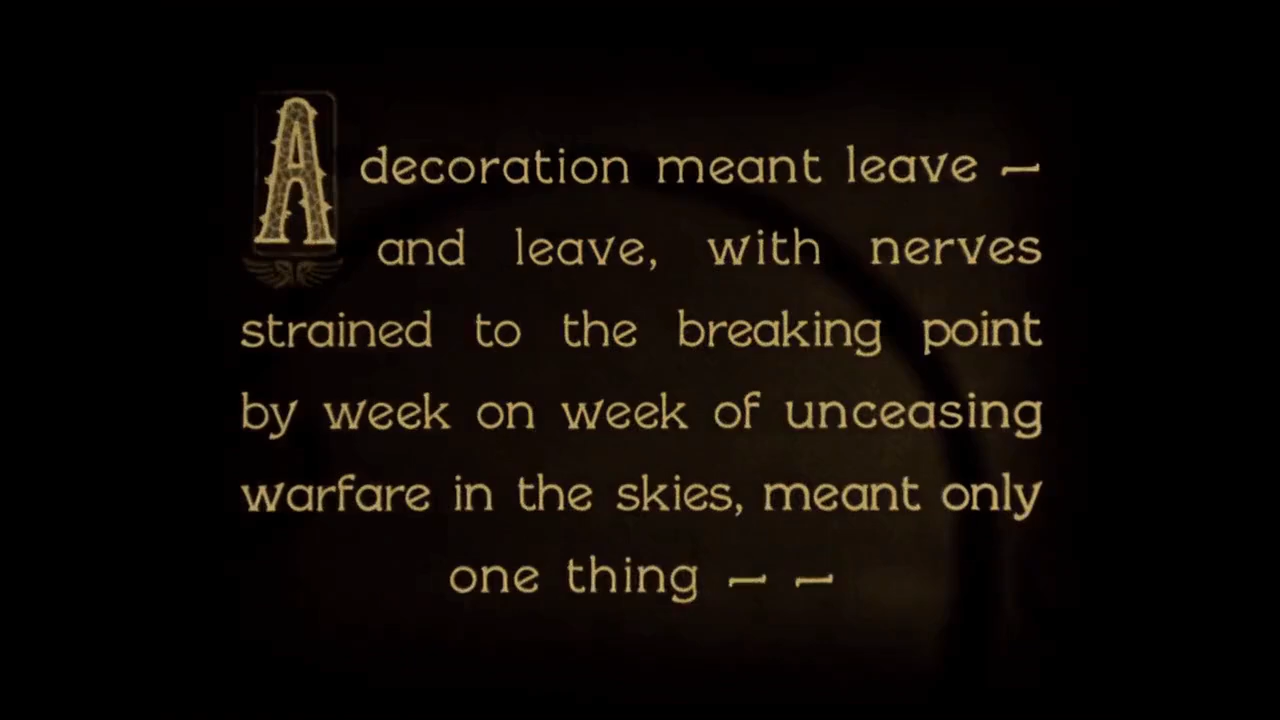 A decoration meant leave —
and leave, with nerves
strained to the breaking point
by week on week of unceasing
warfare in the skies, meant only
one thing — —